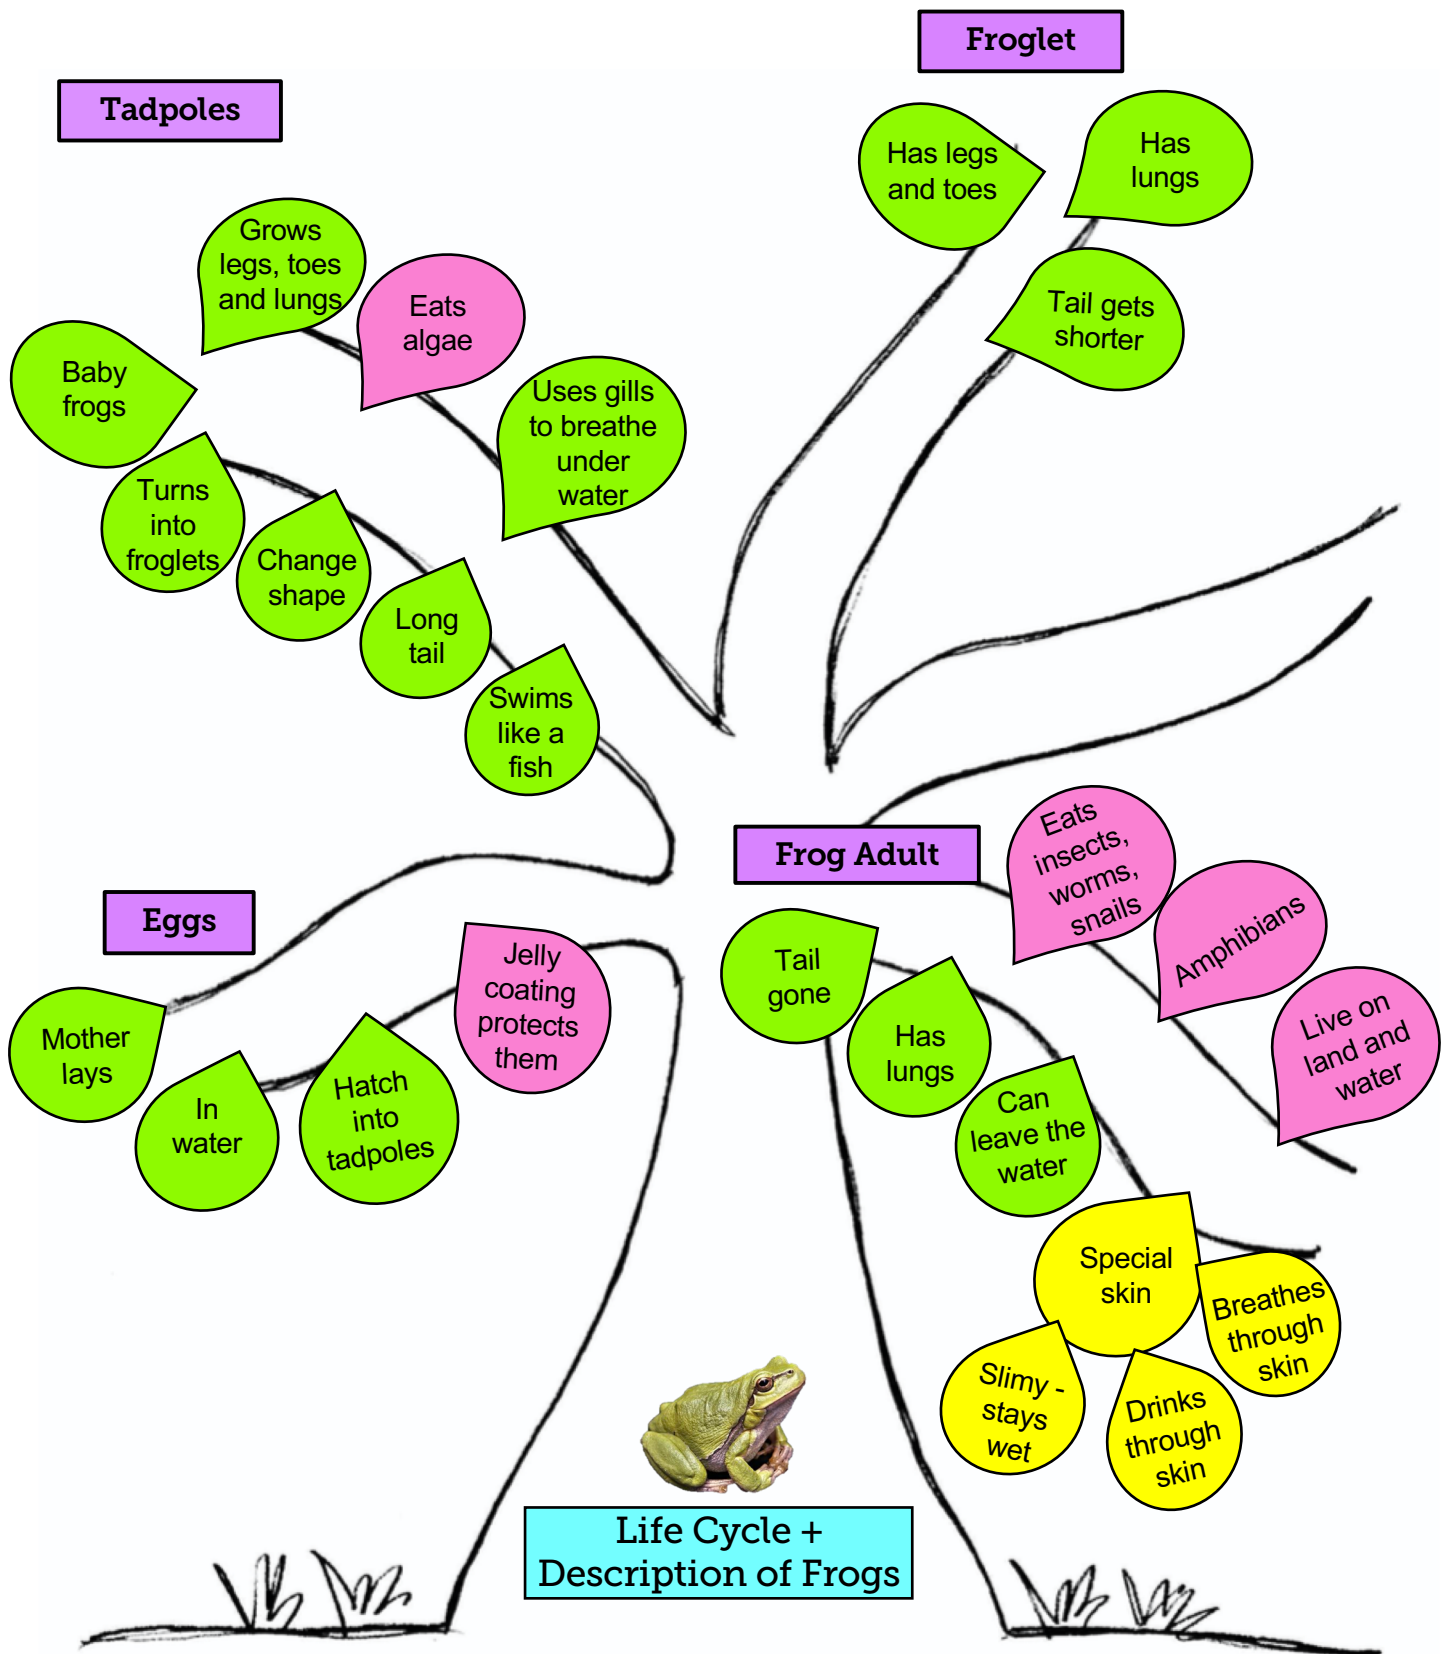 Froglet
Tadpoles
Has legs
and toes
Has
lungs
Tail gets
shorter
Grows
legs, toes
and lungs
Eats
algae
Baby
frogs
Uses gills
to breathe
under
water
Turns
into
froglets
Change
shape
Long
tail
Swims
like a
fish
Eggs
Mother
lays
In
water
Hatch
into
tadpoles
Jelly
coating
protects
them
Frog Adult
Eats
insects,
worms,
snails
Amphibians
Live on
land and
water
Tail
gone
Has
lungs
Can
leave the
water
Special
skin
Breathes
through
skin
Slimy -
stays
wet
Drinks
through
skin
Life Cycle +
Description of Frogs